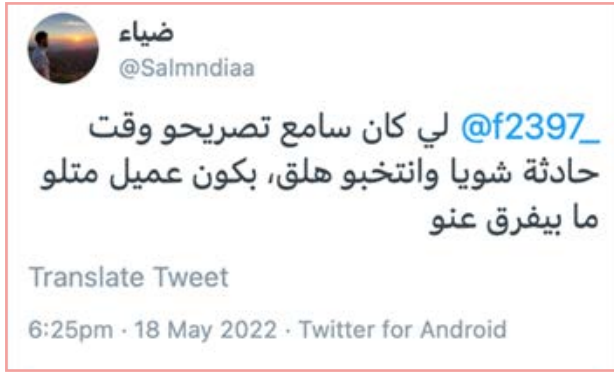 ضياء
@Salmndiaa
@f2397_ لي كان سامع تصريحو وقت
حادثة شويا وانتخبو هلق، بكون عميل متلو
ما بيفرق عنو
Translate Tweet
6:25pm · 18 May 2022 · Twitter for Android